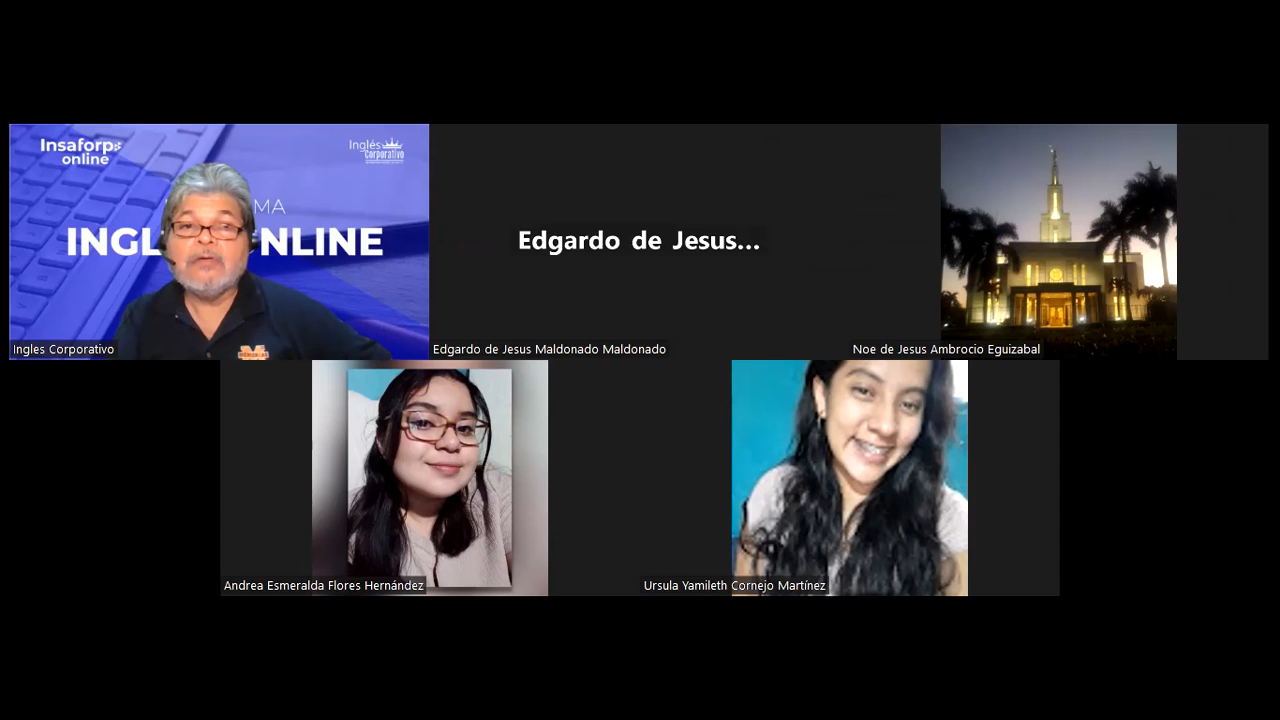 Insaforp
online
Inglés
Corporativo
MA
INGL NLINE
Ingles Corporativo
Edgardo de Jesus...
Edgardo de Jesus Maldonado Maldonado
Noe de Jesus Ambrocio Eguizabal
Andrea Esmeralda Flores Hernández
Ursula Yamileth Cornejo Martínez